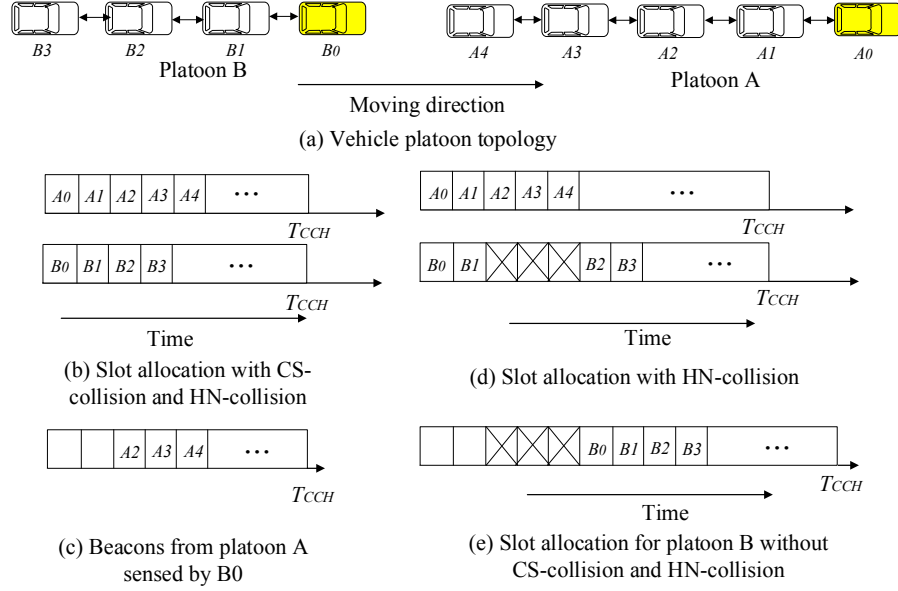 B3 B2 B1 B0 A4 A3 A2 A1 A0
Platoon B Platoon A
Moving direction
(a) Vehicle platoon topology
A0 A1 A2 A3 A4 ...
TCCH
B0 B1 B2 B3 ...
TCCH
Time
(b) Slot allocation with CS-
collision and HN-collision
A0 A1 A2 A3 A4 ...
TCCH
B0 B1 B2 B3 ...
TCCH
Time
(d) Slot allocation with HN-collision
A2 A3 A4 ...
TCCH
(c) Beacons from platoon A
sensed by B0
B0 B1 B2 B3 ...
TCCH
Time
(e) Slot allocation for platoon B without
CS-collision and HN-collision